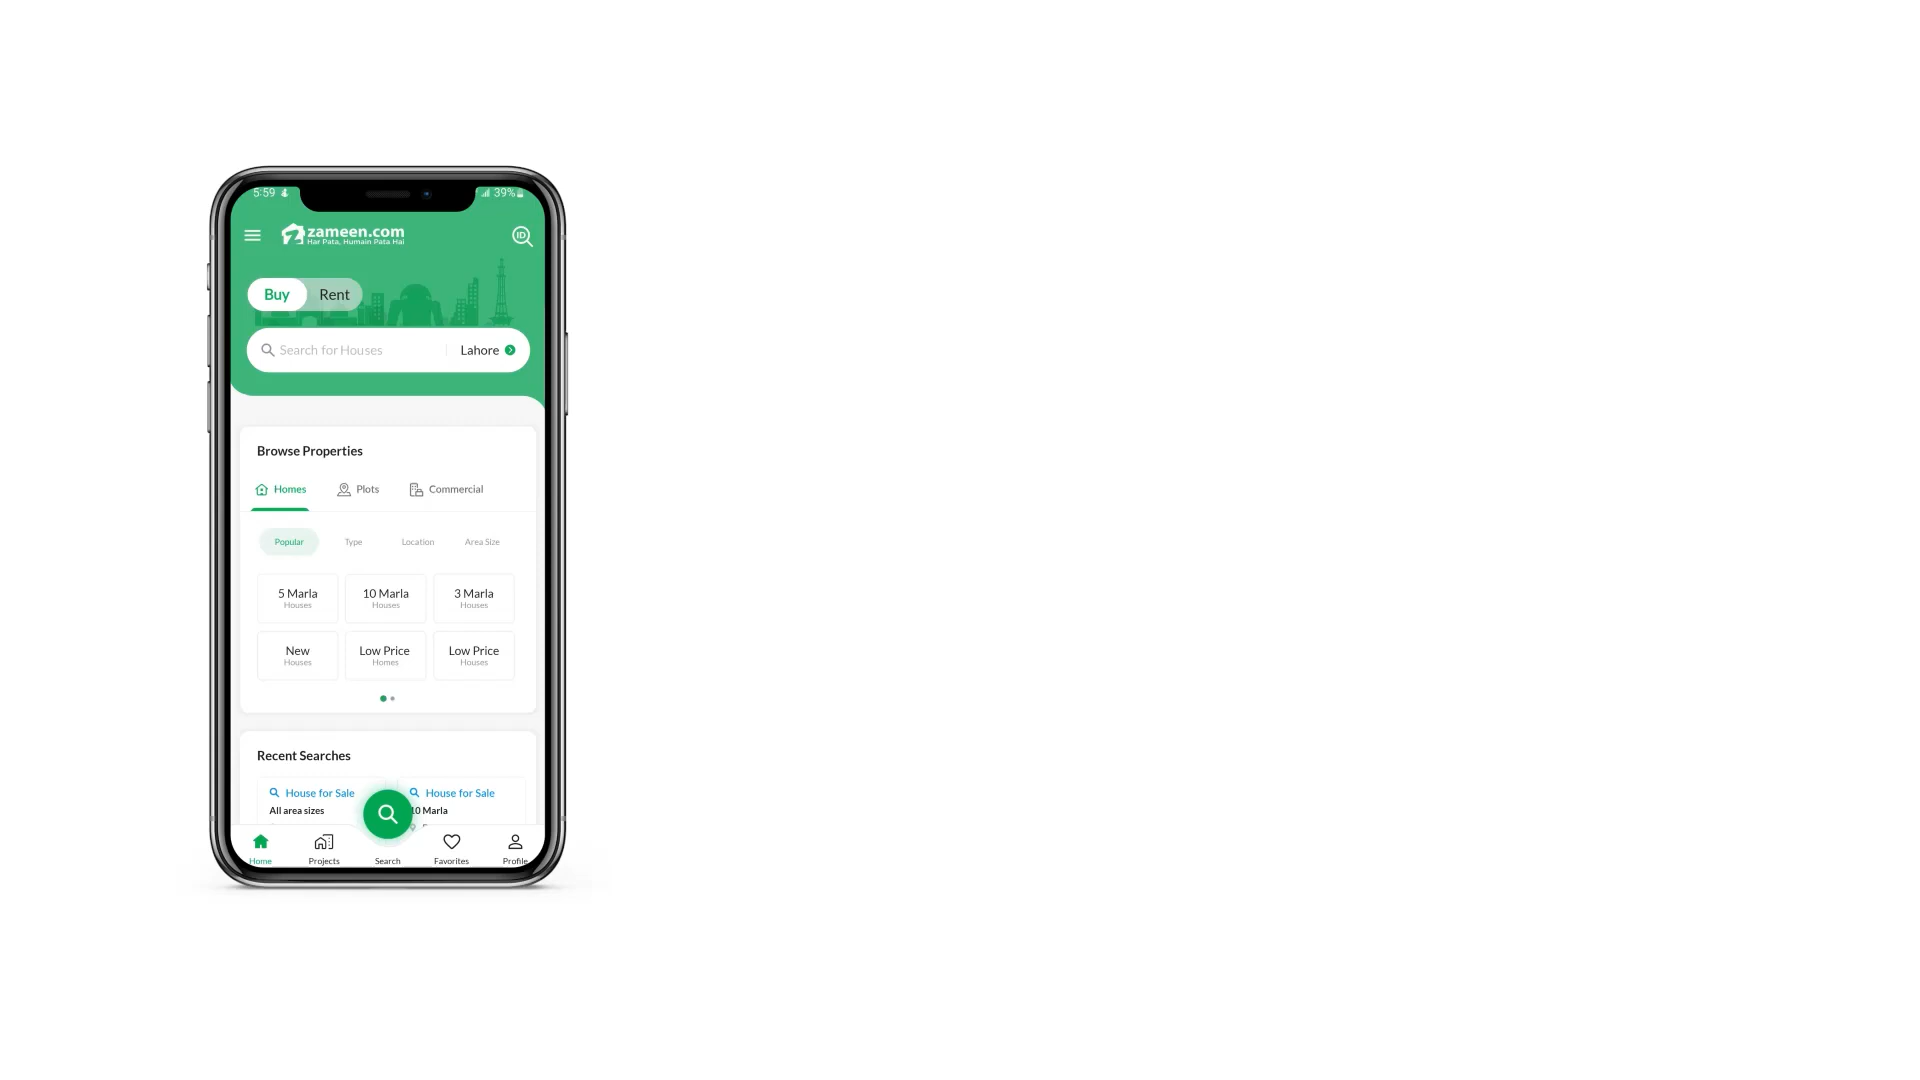 5:59
39%
zameen.com
Har Pata, Humain Pata Hai
ID
Buy Rent
Search for Houses Lahore
Browse Properties
Homes Plots Commercial
Popular Type Location Area Size
5 Marla 10 Marla 3 Marla
Houses Houses Houses
New Low Price Low Price
Houses Homes Houses
Recent Searches
House for Sale House for Sale
All area sizes 10 Marla
Home Projects Search Favorites Profile